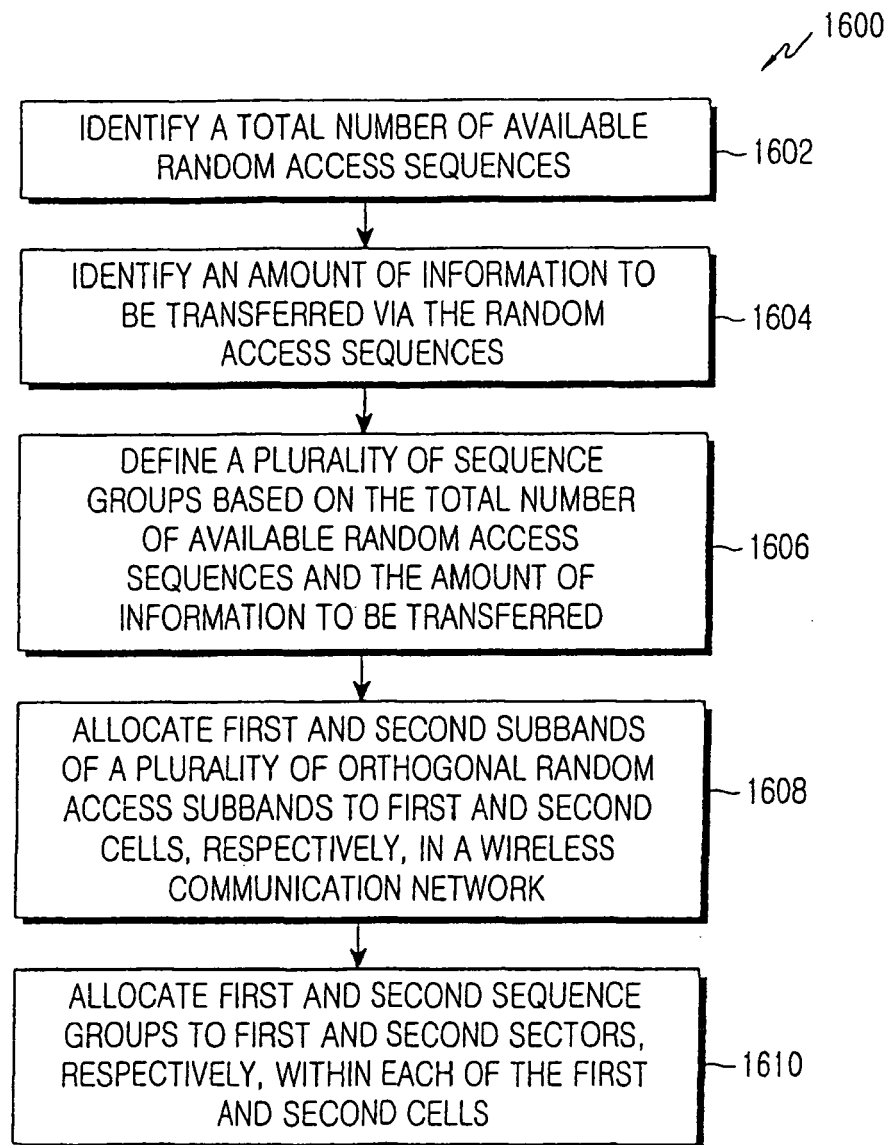 1600
IDENTIFY A TOTAL NUMBER OF AVAILABLE
RANDOM ACCESS SEQUENCES
1602
IDENTIFY AN AMOUNT OF INFORMATION TO
BE TRANSFERRED VIA THE RANDOM
ACCESS SEQUENCES
1604
DEFINE A PLURALITY OF SEQUENCE
GROUPS BASED ON THE TOTAL NUMBER
OF AVAILABLE RANDOM ACCESS
SEQUENCES AND THE AMOUNT OF
INFORMATION TO BE TRANSFERRED
1606
ALLOCATE FIRST AND SECOND SUBBANDS
OF A PLURALITY OF ORTHOGONAL RANDOM
ACCESS SUBBANDS TO FIRST AND SECOND
CELLS, RESPECTIVELY, IN A WIRELESS
COMMUNICATION NETWORK
1608
ALLOCATE FIRST AND SECOND SEQUENCE
GROUPS TO FIRST AND SECOND SECTORS,
RESPECTIVELY, WITHIN EACH OF THE FIRST
AND SECOND CELLS
1610